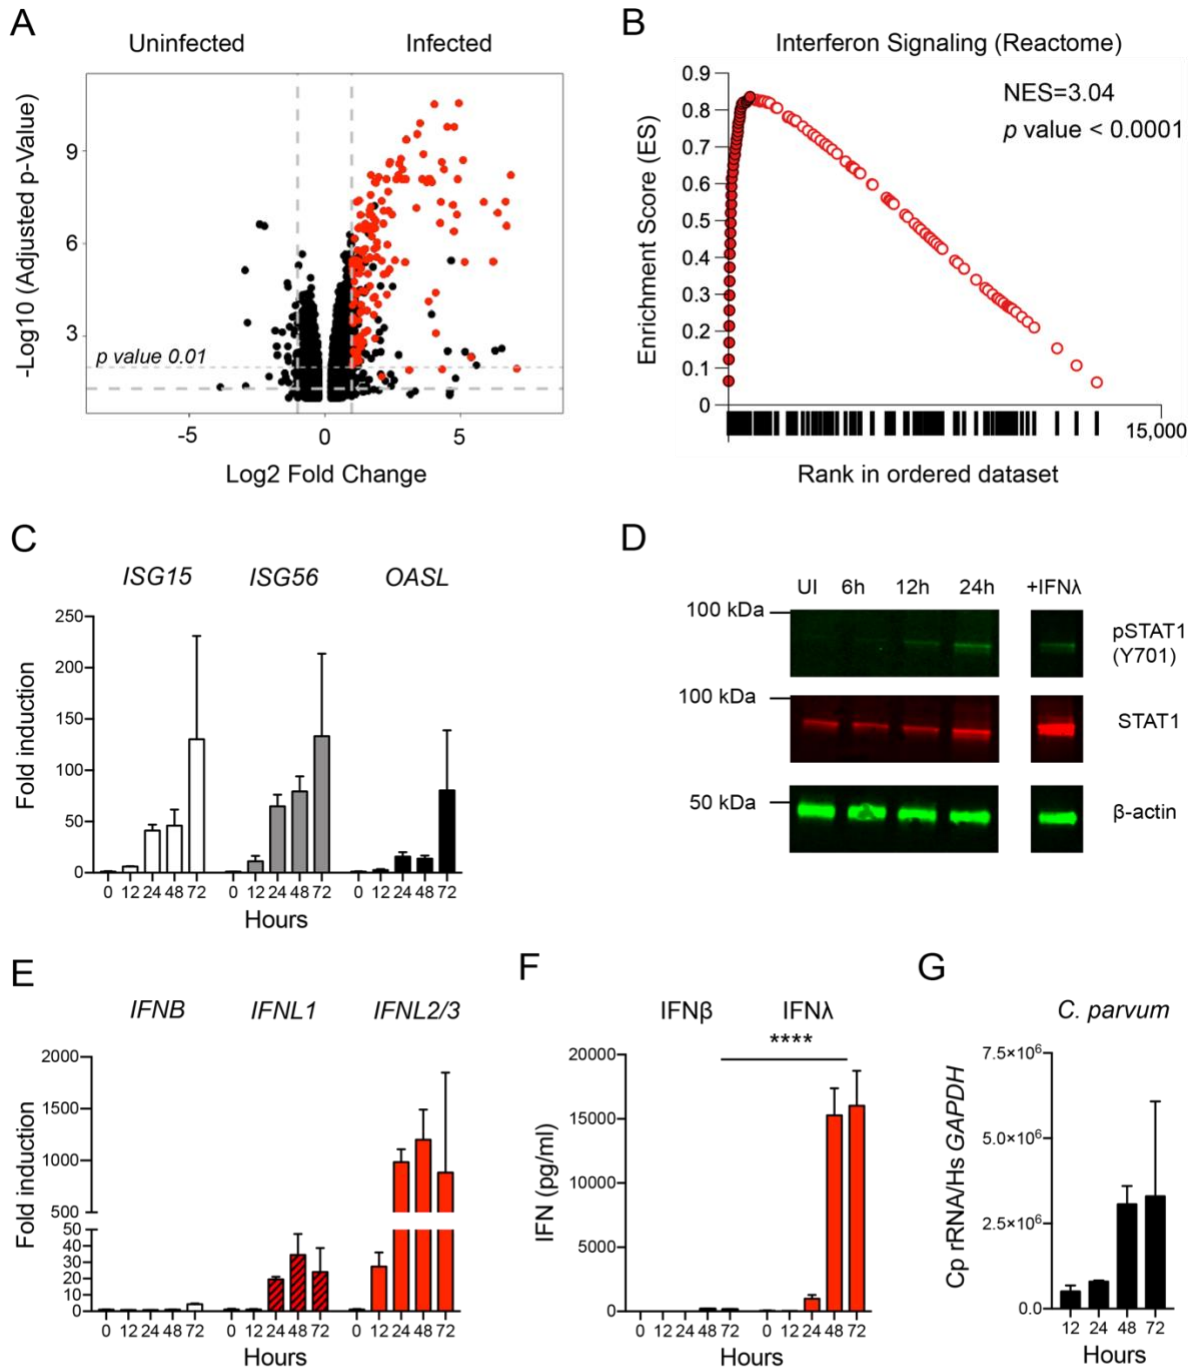 A
Uninfected Infected
-Log10 (Adjusted p-Value)
9
6
3
p value 0.01
-5 0 5
Log2 Fold Change
B
Interferon Signaling (Reactome)
NES=3.04
p value < 0.0001
Enrichment Score (ES)
0.9
0.8
0.7
0.6
0.5
0.4
0.3
0.2
0.1
0
15,000
Rank in ordered dataset
C
ISG15 ISG56 OASL
Fold induction
250
200
150
100
50
0
0 12 24 48 72 0 12 24 48 72 0 12 24 48 72
Hours
D
UI 6h 12h 24h +IFNλ
100 kDa
pSTAT1
(Y701)
100 kDa
STAT1
50 kDa
β-actin
E
IFNB IFNL1 IFNL2/3
Fold induction
2000
1500
1000
500
50
40
30
20
10
0
0 12 24 48 72 0 12 24 48 72 0 12 24 48 72
Hours
F
IFNβ IFNλ
****
IFN (pg/ml)
20000
15000
10000
5000
0
0 12 24 48 72 0 12 24 48 72
Hours
G
C. parvum
Cp rRNA/Hs GAPDH
7.5×10⁶
5.0×10⁶
2.5×10⁶
0.0
12 24 48 72
Hours